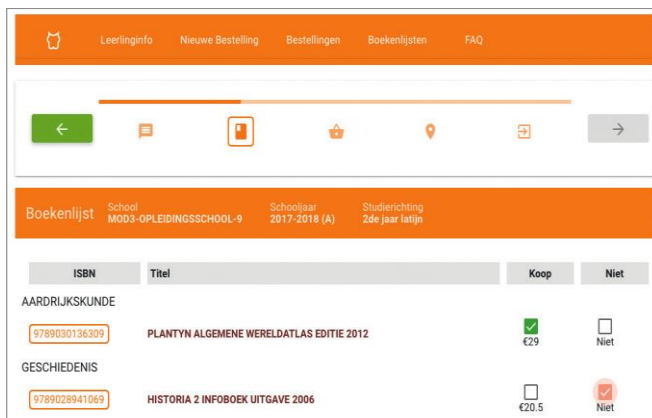 Leerlinginfo Nieuwe Bestelling Bestellingen Boekenlijsten FAQ
Boekenlijst School Schooljaar Studierichting
MOD3-OPLEIDINGSSCHOOL-9 2017-2018 (A) 2de jaar latijn
ISBN Titel Koop Niet
AARDRIJKSKUNDE
9789030136309 PLANTYN ALGEMENE WERELDATLAS EDITIE 2012 €29 Niet
GESCHIEDENIS
9789028941069 HISTORIA 2 INFOBOEK UITGAVE 2006 €20.5 Niet